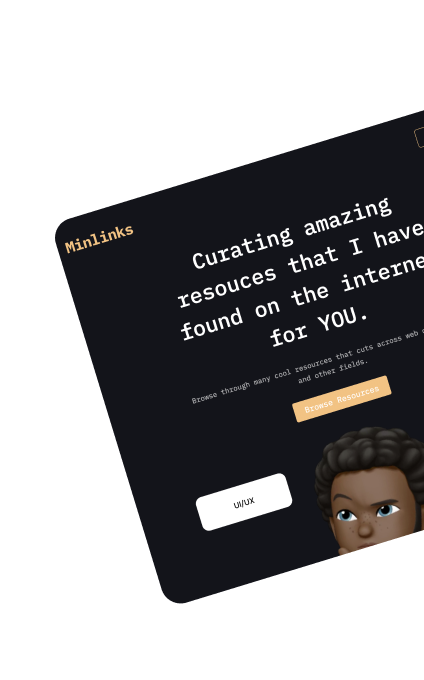 Minlinks
Curating amazing
resouces that I have
found on the interne
for YOU.
Browse through many cool resources that cuts across web
and other fields.
Browse Resources
UI/UX